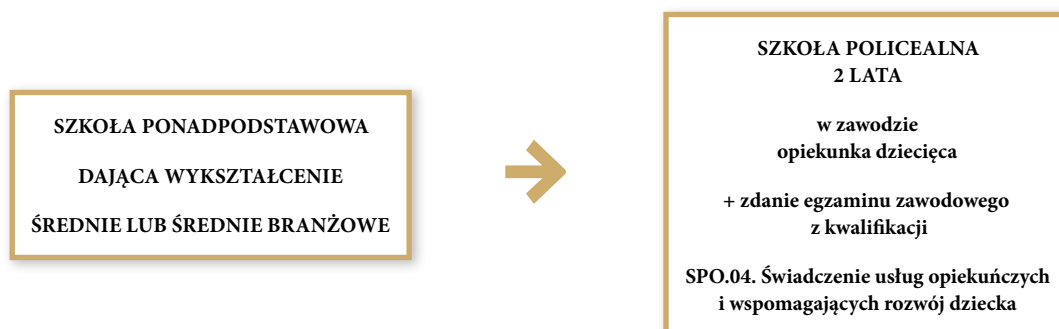 SZKOŁA PONADPODSTAWOWA
DAJĄCA WYKSZTAŁCENIE
ŚREDNIE LUB ŚREDNIE BRANŻOWE
SZKOŁA POLICEALNA
2 LATA
w zawodzie
opiekunka dziecięca
+ zdanie egzaminu zawodowego
z kwalifikacji
SPO.04. Świadczenie usług opiekuńczych
i wspomagających rozwój dziecka